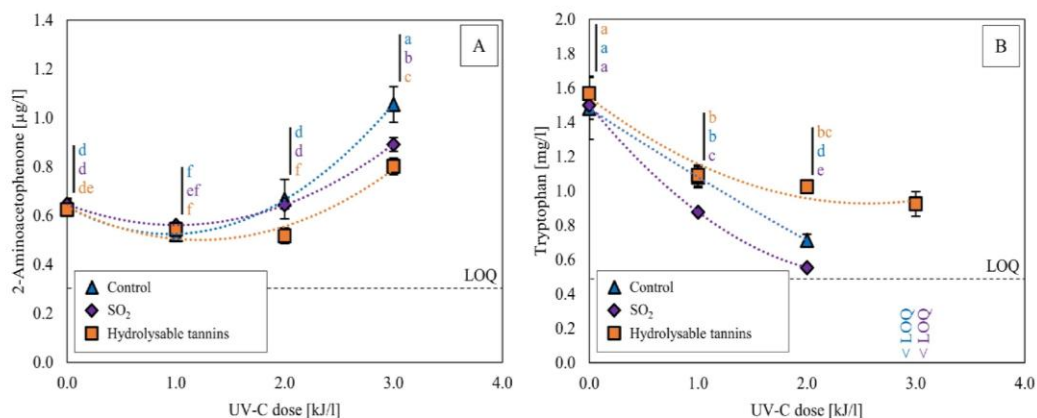 A
2-Aminoacetophenone [µg/l]
1.4
1.2
1.0
0.8
0.6
0.4
0.2
0.0
d
d
de
f
ef
f
d
d
f
a
b
c
LOQ
Control
SO₂
Hydrolysable tannins
0.0 1.0 2.0 3.0 4.0
UV-C dose [kJ/l]
B
Tryptophan [mg/l]
2.0
1.8
1.6
1.4
1.2
1.0
0.8
0.6
0.4
0.2
0.0
a
a
a
b
b
c
bc
d
e
LOQ
Control
SO₂
Hydrolysable tannins
< LOQ
< LOQ
0.0 1.0 2.0 3.0 4.0
UV-C dose [kJ/l]